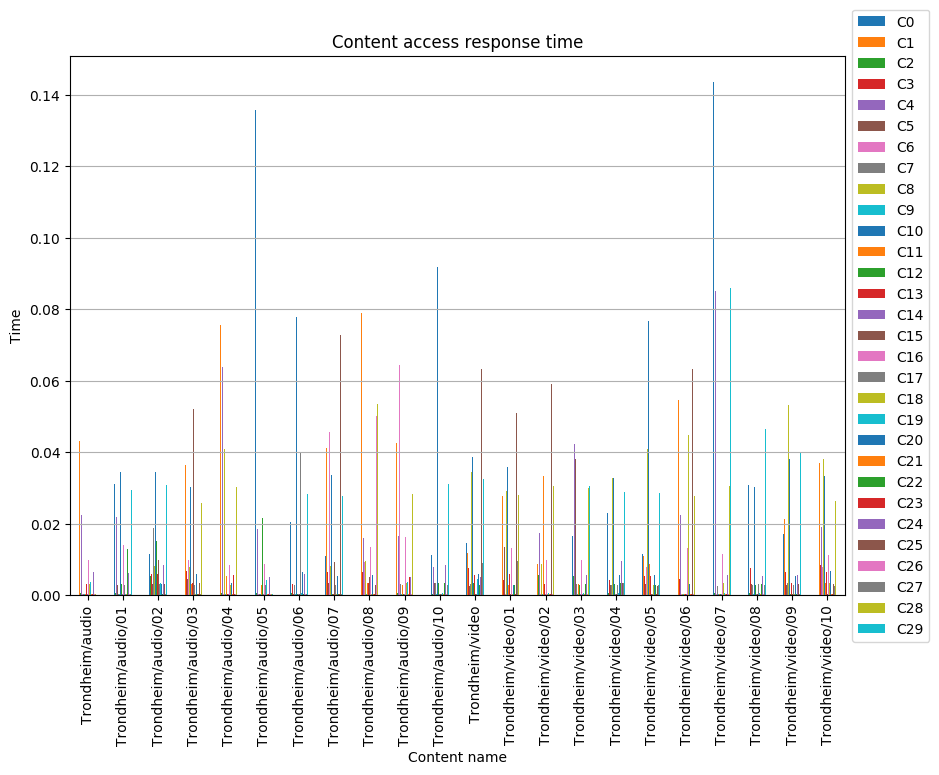 Content access response time
Time
0.14
0.12
0.10
0.08
0.06
0.04
0.02
0.00
Trondheim/audio
Trondheim/audio/01
Trondheim/audio/02
Trondheim/audio/03
Trondheim/audio/04
Trondheim/audio/05
Trondheim/audio/06
Trondheim/audio/07
Trondheim/audio/08
Trondheim/audio/09
Trondheim/audio/10
Trondheim/video
Trondheim/video/01
Trondheim/video/02
Trondheim/video/03
Trondheim/video/04
Trondheim/video/05
Trondheim/video/06
Trondheim/video/07
Trondheim/video/08
Trondheim/video/09
Trondheim/video/10
Content name
C0
C1
C2
C3
C4
C5
C6
C7
C8
C9
C10
C11
C12
C13
C14
C15
C16
C17
C18
C19
C20
C21
C22
C23
C24
C25
C26
C27
C28
C29